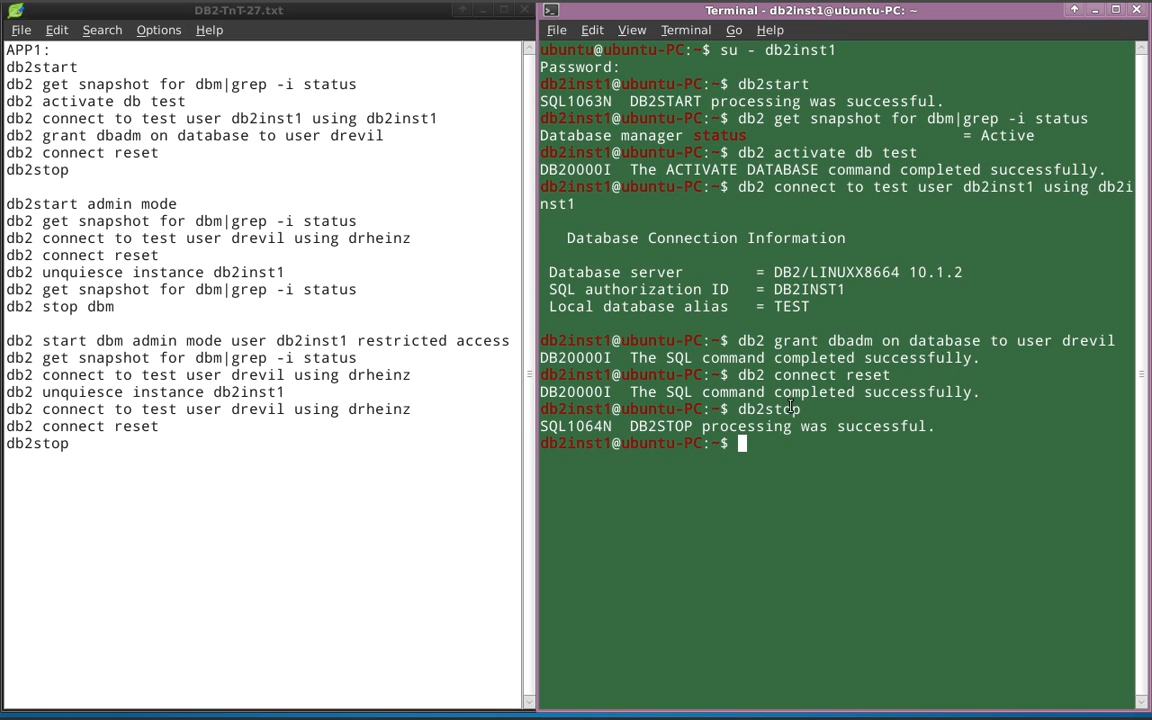 DB2-TnT-27.txt
File Edit Search Options Help
APP1:
db2start
db2 get snapshot for dbm|grep -i status
db2 activate db test
db2 connect to test user db2inst1 using db2inst1
db2 grant dbadm on database to user drevil
db2 connect reset
db2stop
db2start admin mode
db2 get snapshot for dbm|grep -i status
db2 connect to test user drevil using drheinz
db2 connect reset
db2 unquiesce instance db2inst1
db2 get snapshot for dbm|grep -i status
db2 stop dbm
db2 start dbm admin mode user db2inst1 restricted access
db2 get snapshot for dbm|grep -i status
db2 connect to test user drevil using drheinz
db2 unquiesce instance db2inst1
db2 connect to test user drevil using drheinz
db2 connect reset
db2stop
Terminal - db2inst1@ubuntu-PC: ~
File Edit View Terminal Go Help
ubuntu@ubuntu-PC:~$ su - db2inst1
Password:
db2inst1@ubuntu-PC:~$ db2start
SQL1063N  DB2START processing was successful.
db2inst1@ubuntu-PC:~$ db2 get snapshot for dbm|grep -i status
Database manager status                        = Active
db2inst1@ubuntu-PC:~$ db2 activate db test
DB20000I  The ACTIVATE DATABASE command completed successfully.
db2inst1@ubuntu-PC:~$ db2 connect to test user db2inst1 using db2i
nst1
Database Connection Information
Database server        = DB2/LINUXX8664 10.1.2
SQL authorization ID   = DB2INST1
Local database alias   = TEST
db2inst1@ubuntu-PC:~$ db2 grant dbadm on database to user drevil
DB20000I  The SQL command completed successfully.
db2inst1@ubuntu-PC:~$ db2 connect reset
DB20000I  The SQL command completed successfully.
db2inst1@ubuntu-PC:~$ db2stop
SQL1064N  DB2STOP processing was successful.
db2inst1@ubuntu-PC:~$